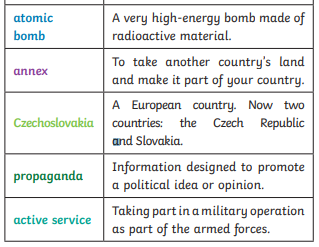 atomic
bomb
A very high-energy bomb made of
radioactive material.
annex
To take another country's land
and make it part of your country.
Czechoslovakia
A European country. Now two
countries: the Czech Republic
and Slovakia.
propaganda
Information designed to promote
a political idea or opinion.
active service
Taking part in a military operation
as part of the armed forces.